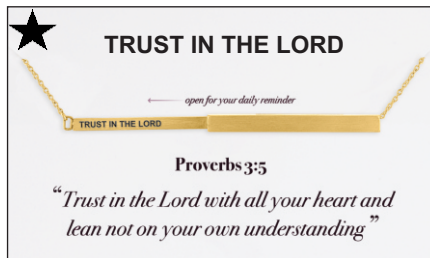 TRUST IN THE LORD
open for your daily reminder
TRUST IN THE LORD
Proverbs 3:5
“Trust in the Lord with all your heart and
lean not on your own understanding”